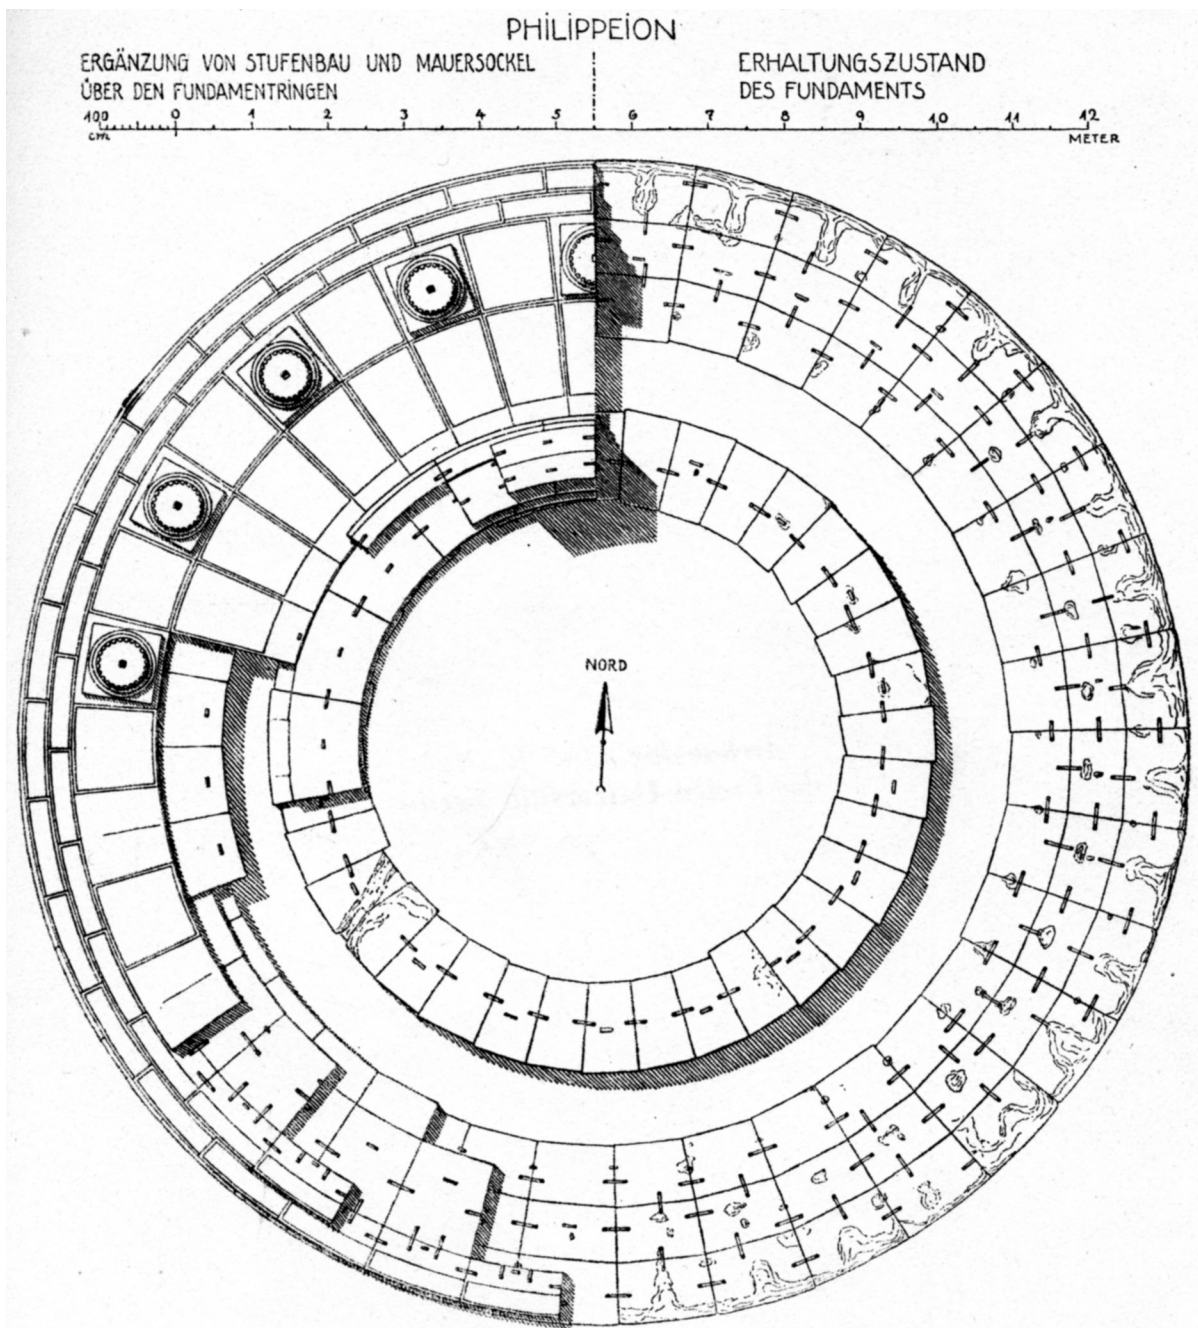 PHILIPPEION
ERGÄNZUNG VON STUFENBAU UND MAUERSOCKEL
ÜBER DEN FUNDAMENTRINGEN
ERHALTUNGSZUSTAND
DES FUNDAMENTS
100 0 1 2 3 4 5 6 7 8 9 10 11 12
cm METER
NORD